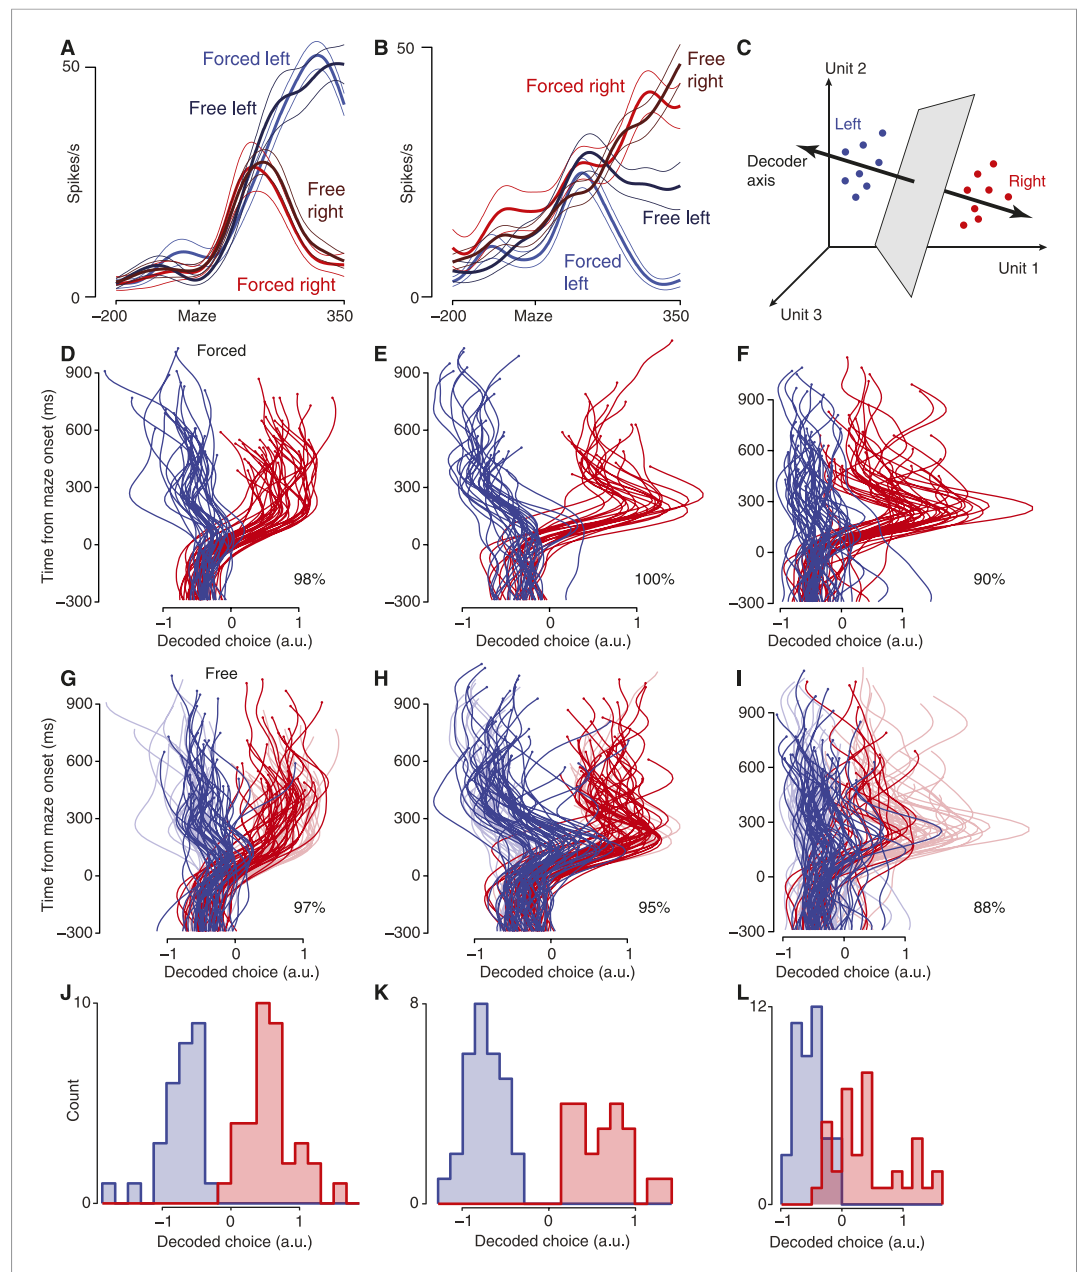 A
50
Spikes/s
0
Forced left
Free left
Free
right
Forced right
−200
Maze
350
B
50
Spikes/s
0
Forced right
Free
right
Free left
Forced
left
−200
Maze
350
C
Unit 2
Left
Decoder
axis
Right
Unit 1
Unit 3
D
Forced
900
600
300
0
−300
Time from maze onset (ms)
98%
−1
0
1
Decoded choice (a.u.)
E
900
600
300
0
−300
100%
−1
0
1
Decoded choice (a.u.)
F
900
600
300
0
−300
90%
−1
0
1
Decoded choice (a.u.)
G
Free
900
600
300
0
−300
Time from maze onset (ms)
97%
−1
0
1
Decoded choice (a.u.)
H
900
600
300
0
−300
95%
−1
0
1
Decoded choice (a.u.)
I
900
600
300
0
−300
88%
−1
0
1
Decoded choice (a.u.)
J
10
Count
0
−1
0
1
Decoded choice (a.u.)
K
8
0
−1
0
1
Decoded choice (a.u.)
L
12
0
−1
0
1
Decoded choice (a.u.)